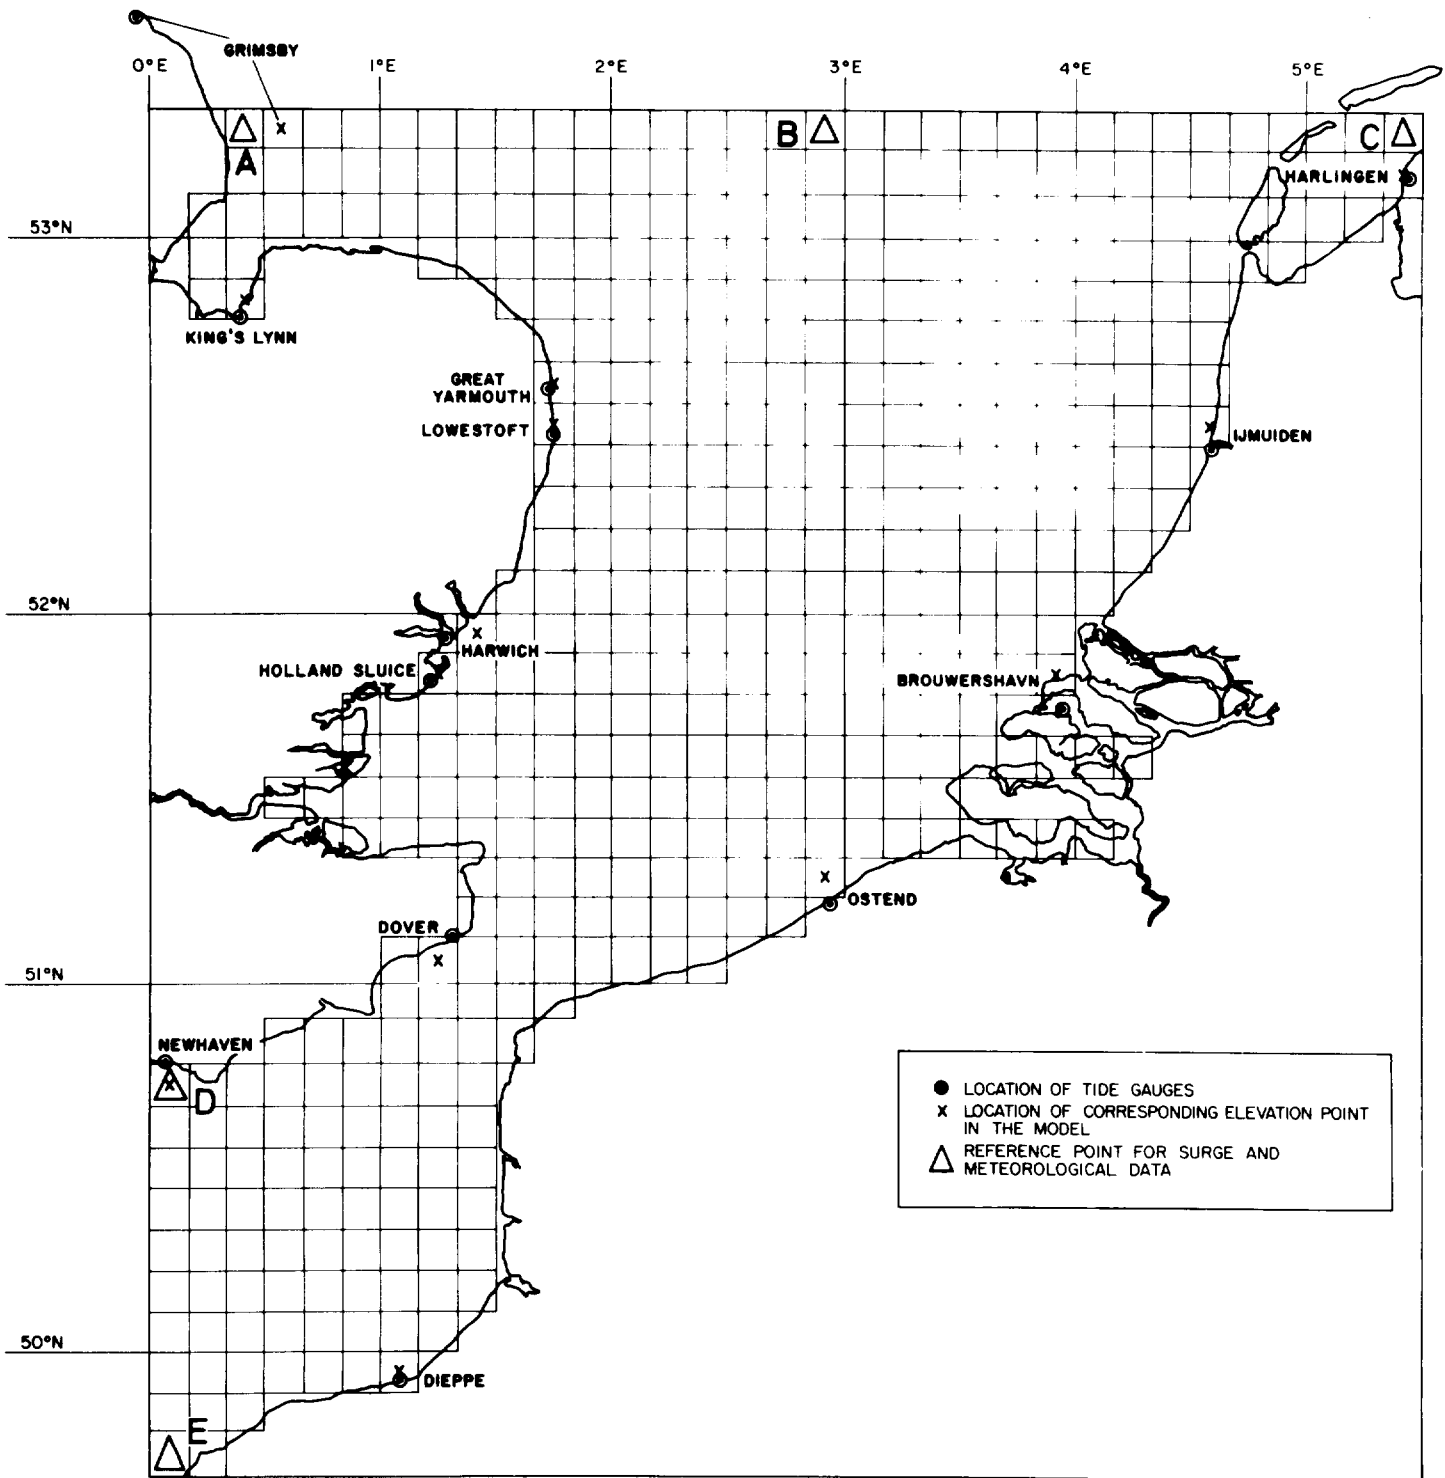 GRIMSBY
0°E
1°E
2°E
3°E
4°E
5°E
A
B
C
HARLINGEN
53°N
KING'S LYNN
GREAT
YARMOUTH
LOWESTOFT
IJMUIDEN
52°N
HARWICH
HOLLAND SLUICE
BROUWERSHAVN
OSTEND
DOVER
51°N
NEWHAVEN
D
LOCATION OF TIDE GAUGES
x LOCATION OF CORRESPONDING ELEVATION POINT
IN THE MODEL
REFERENCE POINT FOR SURGE AND
METEOROLOGICAL DATA
50°N
DIEPPE
E